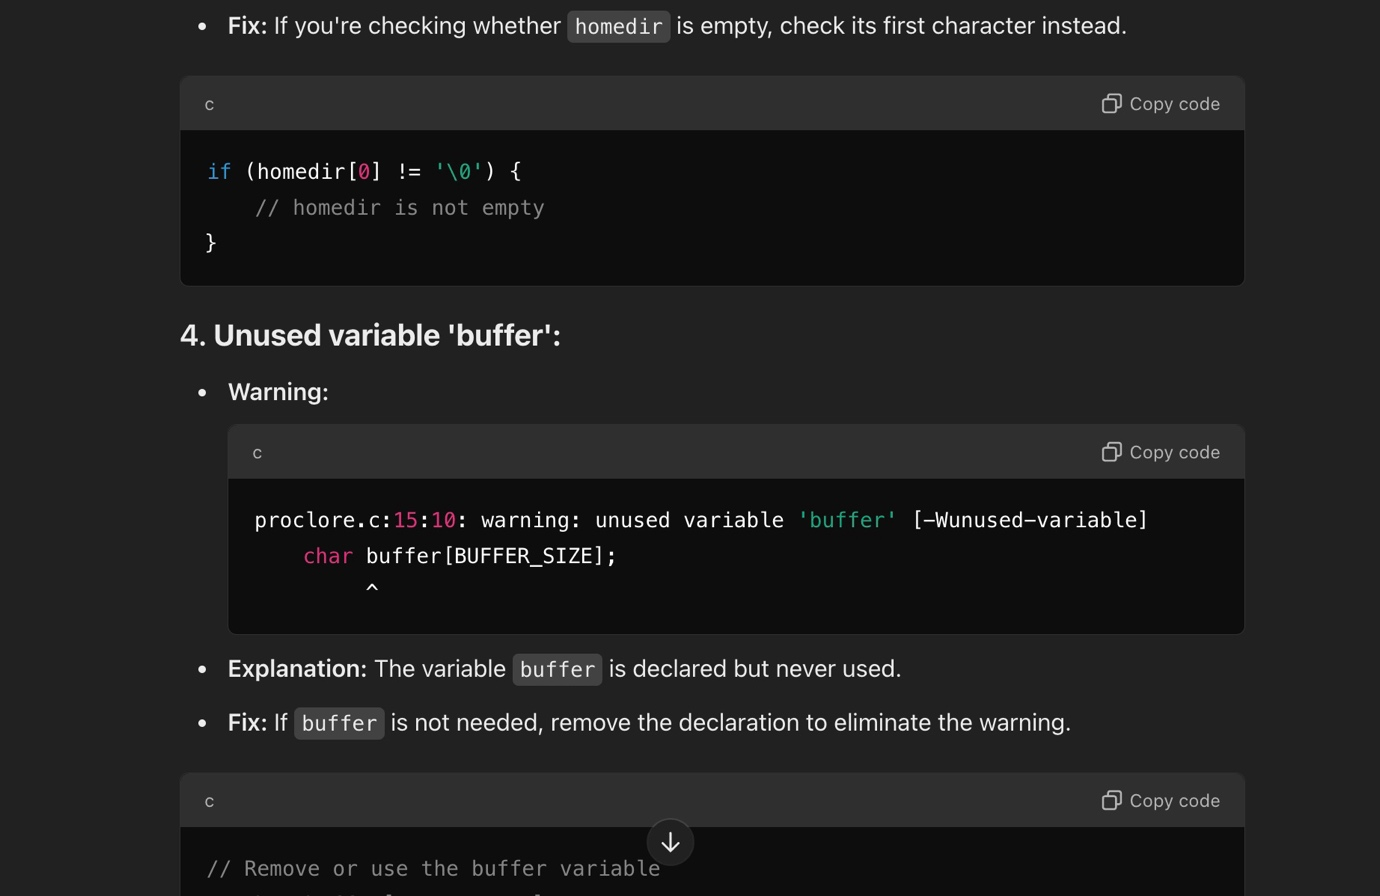 • Fix: If you're checking whether homedir is empty, check its first character instead.
c
Copy code
if (homedir[0] != '\0') {
    // homedir is not empty
}
4. Unused variable 'buffer':
• Warning:
c
Copy code
proclore.c:15:10: warning: unused variable 'buffer' [-Wunused-variable]
    char buffer[BUFFER_SIZE];
         ^
• Explanation: The variable buffer is declared but never used.
• Fix: If buffer is not needed, remove the declaration to eliminate the warning.
c
Copy code
// Remove or use the buffer variable